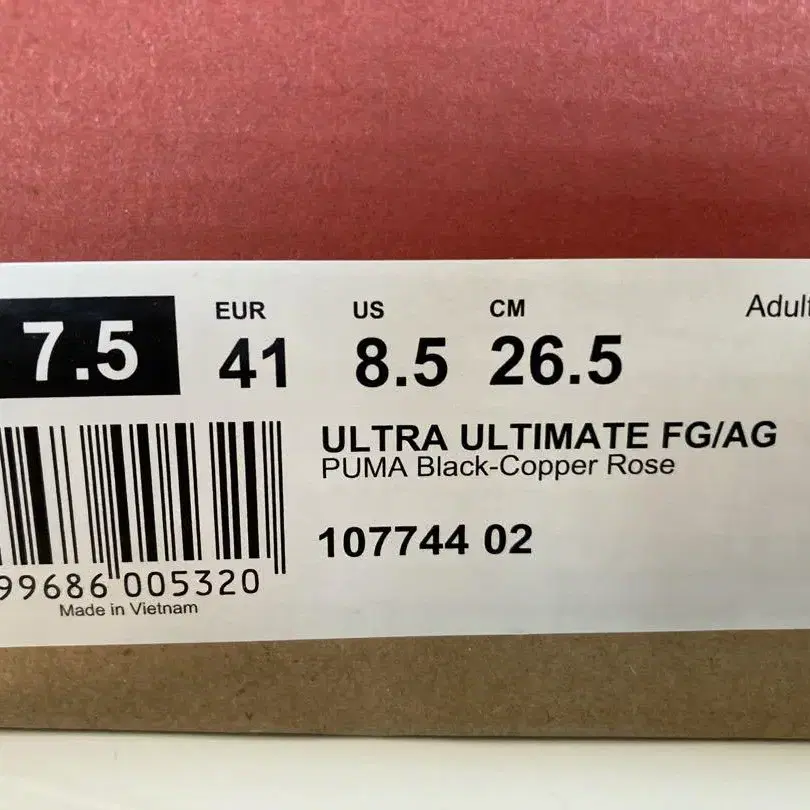 EUR US CM Adult
7.5 41 8.5 26.5
ULTRA ULTIMATE FG/AG
PUMA Black-Copper Rose
107744 02
99686 005320
Made in Vietnam